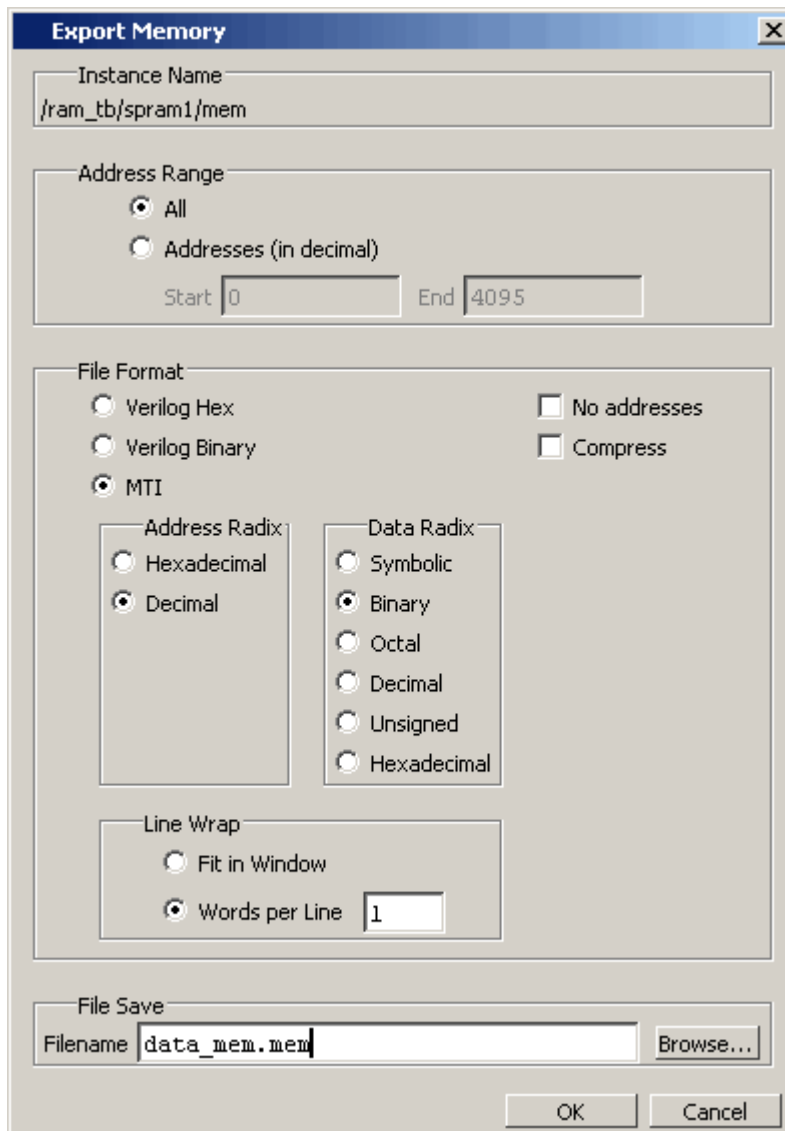 Export Memory
Instance Name
/ram_tb/spram1/mem
Address Range
All
Addresses (in decimal)
Start 0 End 4095
File Format
Verilog Hex No addresses
Verilog Binary Compress
MTI
Address Radix Data Radix
Hexadecimal Symbolic
Decimal Binary
Octal
Decimal
Unsigned
Hexadecimal
Line Wrap
Fit in Window
Words per Line 1
File Save
Filename data_mem.mem Browse...
OK Cancel